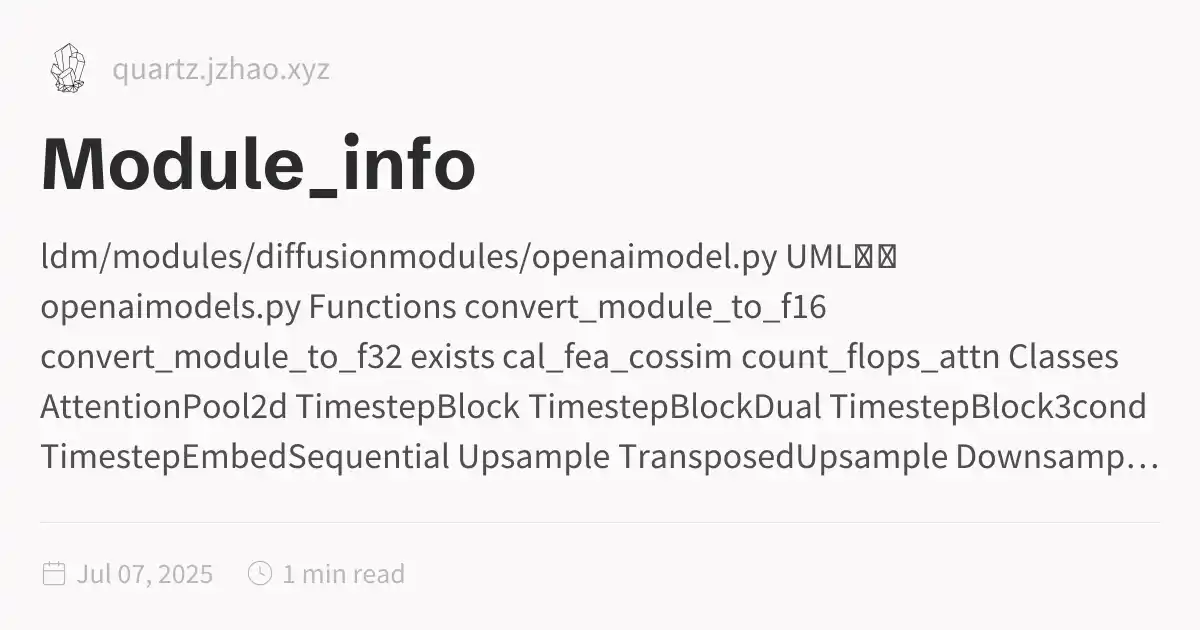 quartz.jzhao.xyz
Module_info
ldm/modules/diffusionmodules/openaimodel.py UML
openaimodels.py Functions convert_module_to_f16
convert_module_to_f32 exists cal_fea_cossim count_flops_attn Classes
AttentionPool2d TimestepBlock TimestepBlockDual TimestepBlock3cond
TimestepEmbedSequential Upsample TransposedUpsample Downsamp…
Jul 07, 2025 1 min read